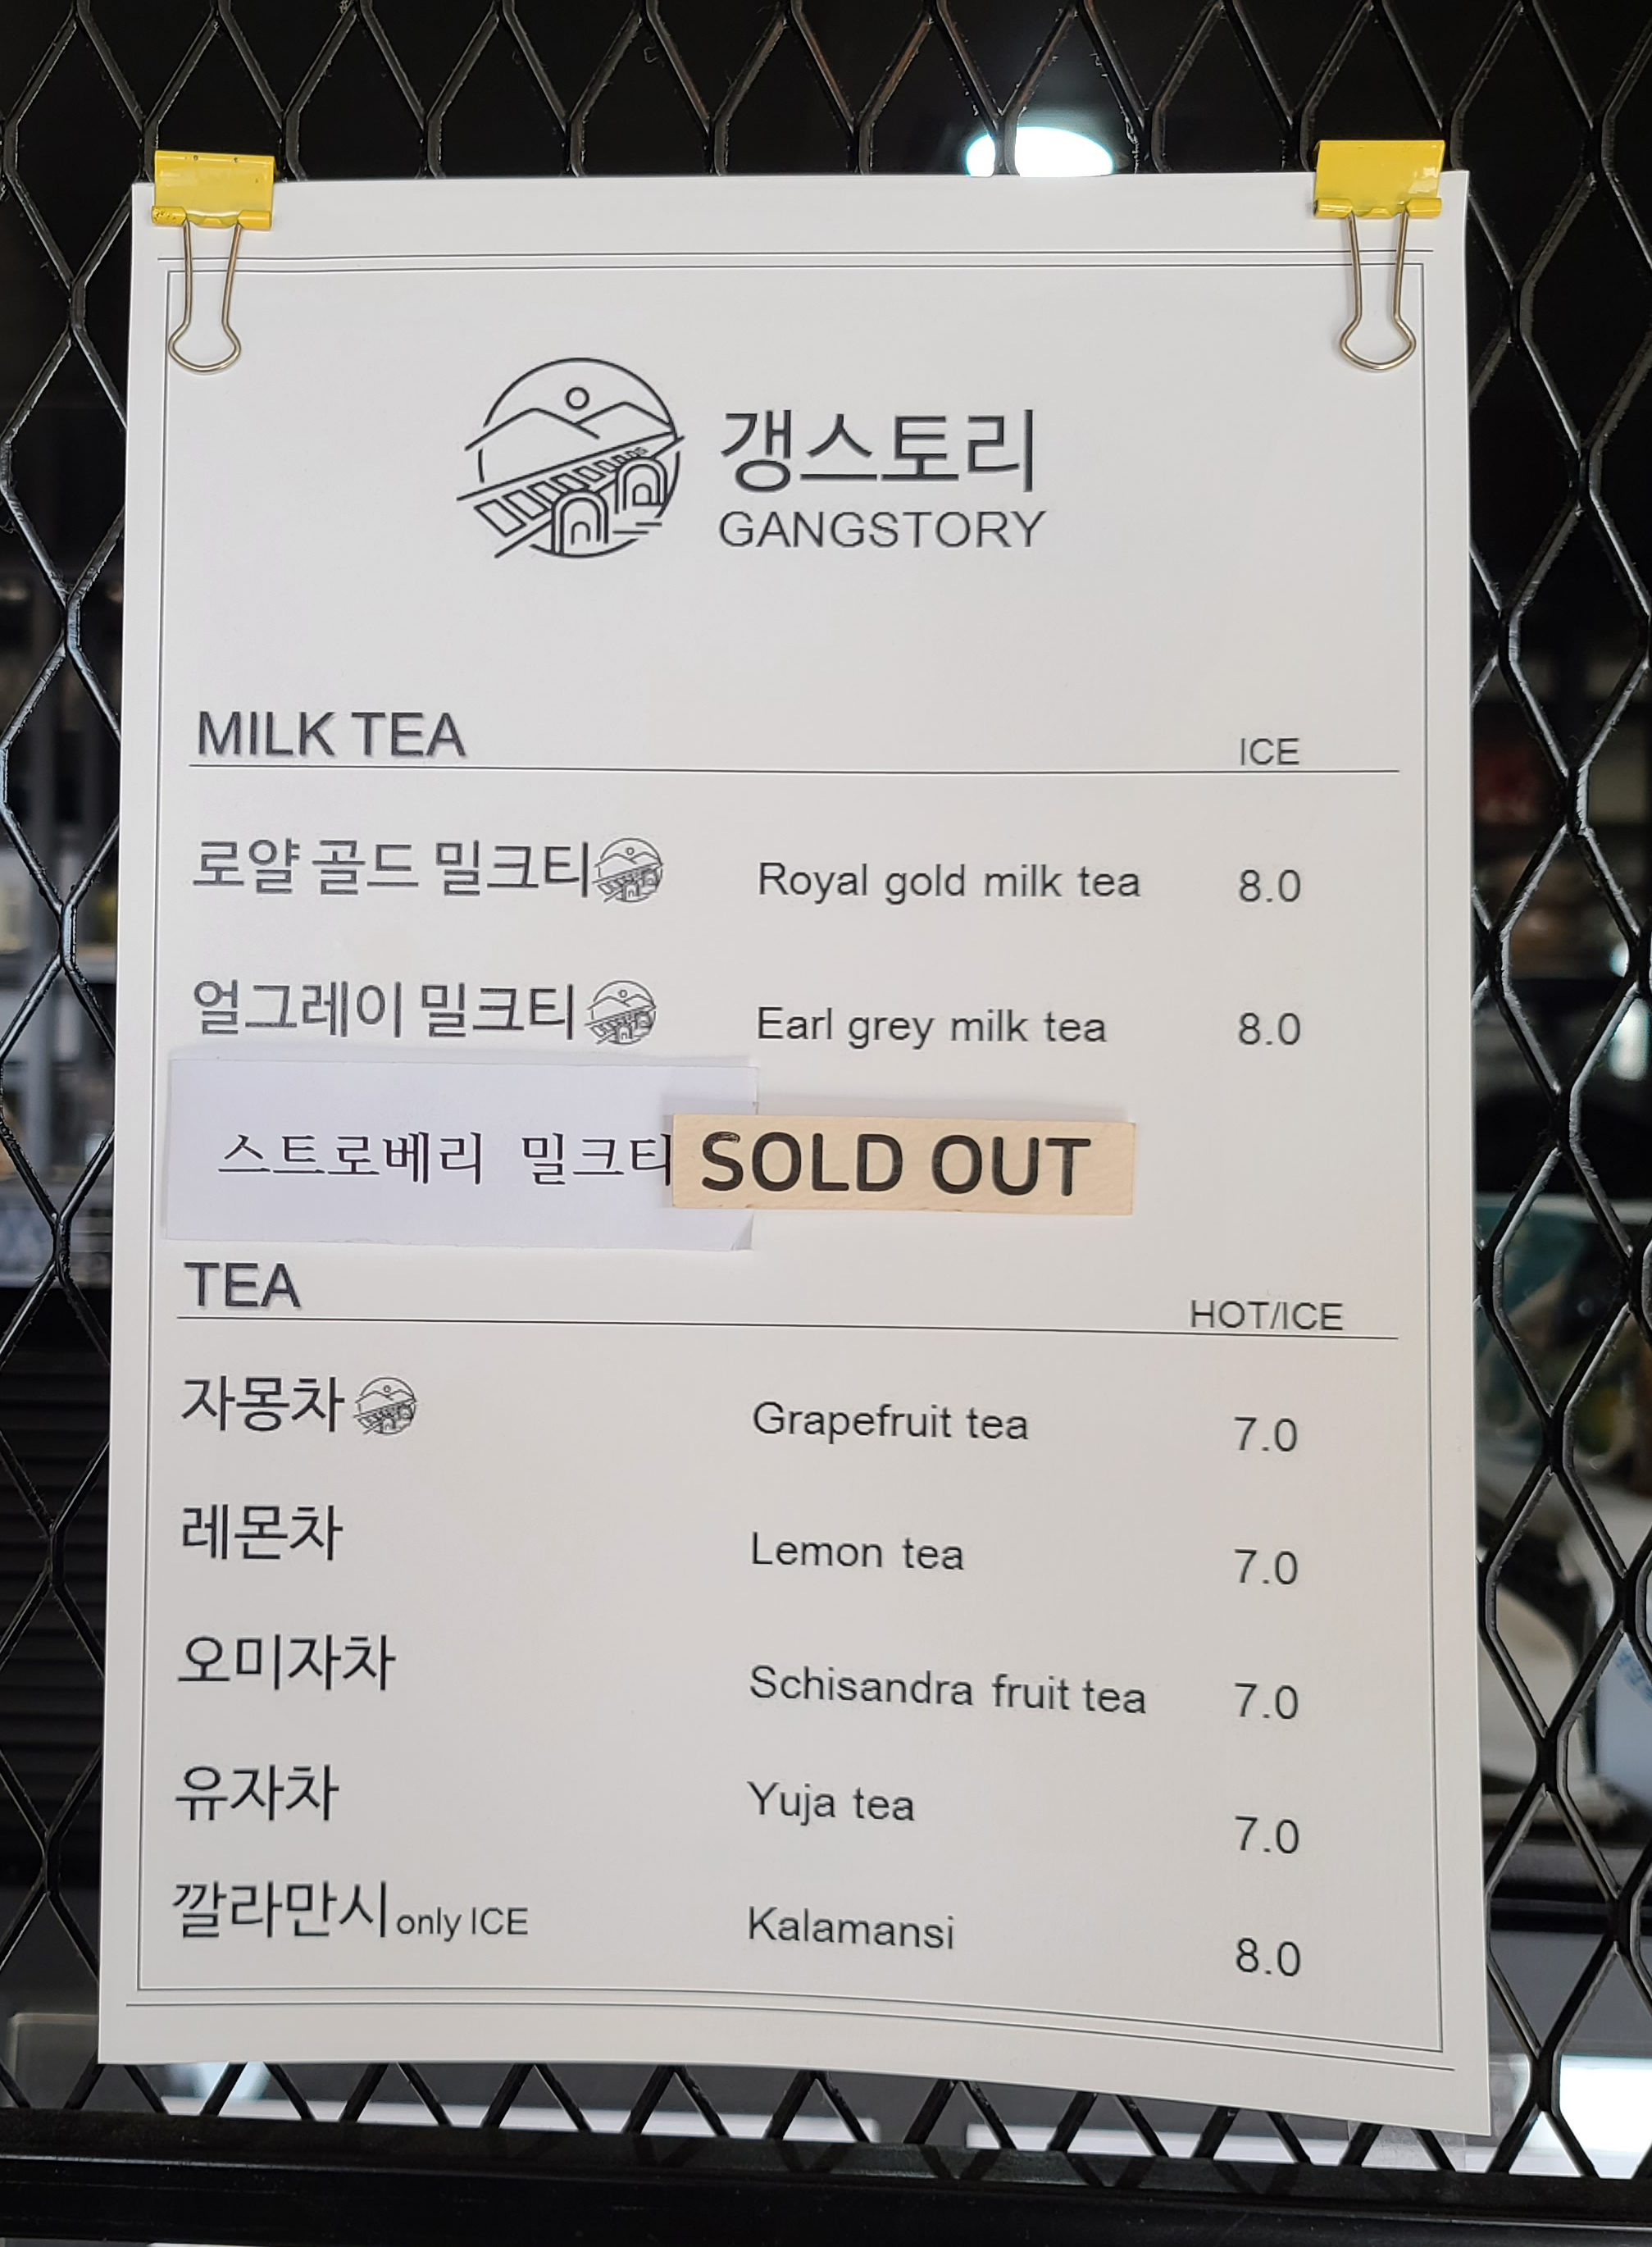 갱스토리
GANGSTORY
MILK TEA ICE
로얄 골드 밀크티 Royal gold milk tea 8.0
얼그레이 밀크티 Earl grey milk tea 8.0
스트로베리 밀크티 SOLD OUT
TEA HOT/ICE
자몽차 Grapefruit tea 7.0
레몬차 Lemon tea 7.0
오미자차 Schisandra fruit tea 7.0
유자차 Yuja tea 7.0
깔라만시 only ICE Kalamansi 8.0